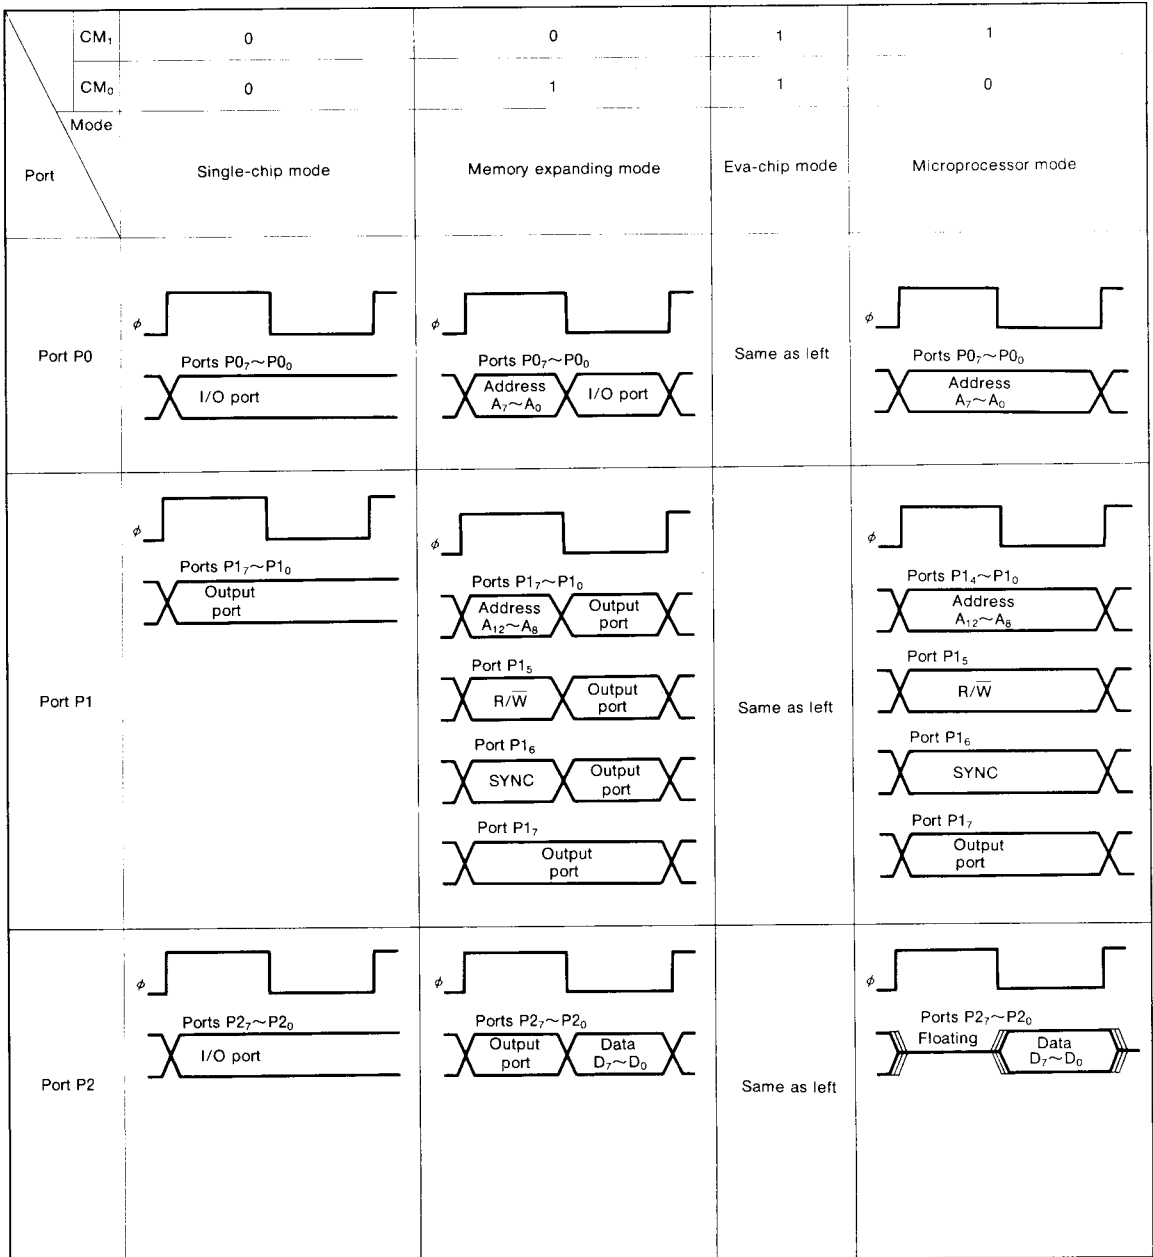 CM₁ 0 0 1 1
CM₀ 0 1 1 0
Mode
Port Single-chip mode Memory expanding mode Eva-chip mode Microprocessor mode
Port P0
φ
Ports P0₇~P0₀
I/O port
φ
Ports P0₇~P0₀
Address
A₇~A₀
I/O port
Same as left
φ
Ports P0₇~P0₀
Address
A₇~A₀
Port P1
φ
Ports P1₇~P1₀
Output
port
φ
Ports P1₇~P1₀
Address
A₁₂~A₈
Output
port
Port P1₅
R/W̅
Output
port
Port P1₆
SYNC
Output
port
Port P1₇
Output
port
Same as left
φ
Ports P1₄~P1₀
Address
A₁₂~A₈
Port P1₅
R/W̅
Port P1₆
SYNC
Port P1₇
Output
port
Port P2
φ
Ports P2₇~P2₀
I/O port
φ
Ports P2₇~P2₀
Output
port
Data
D₇~D₀
Same as left
φ
Ports P2₇~P2₀
Floating
Data
D₇~D₀